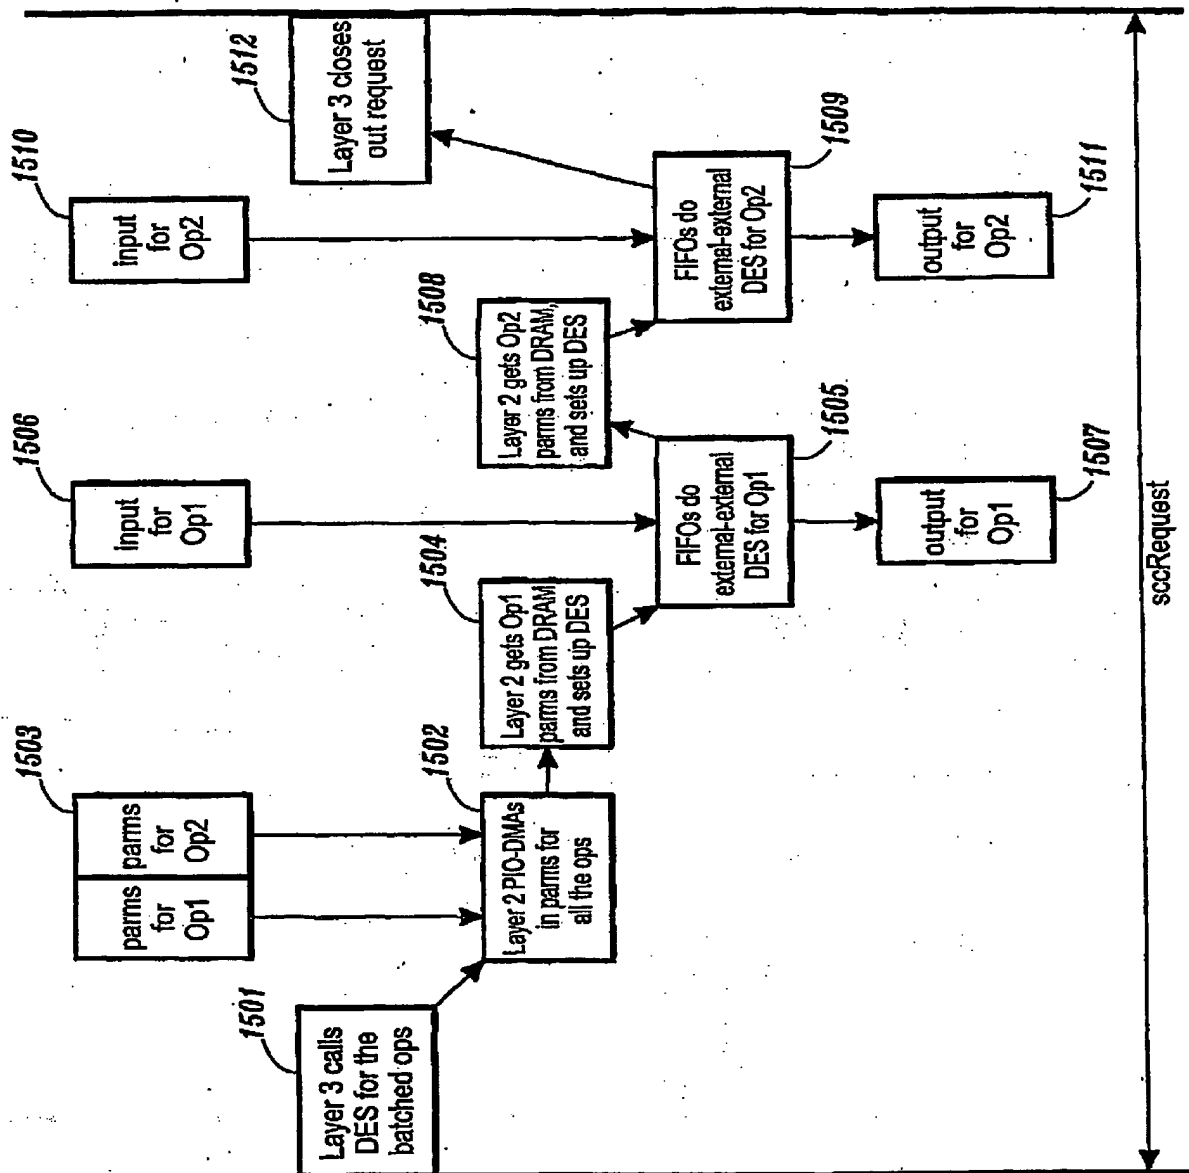 1501
Layer 3 calls
DES for the
batched ops
1503
parms
for
Op1
parms
for
Op2
1502
Layer 2 PIO-DMAs
in parms for
all the ops
1504
Layer 2 gets Op1
parms from DRAM
and sets up DES
1506
input
for
Op1
1505
FIFOs do
external-external
DES for Op1
1507
output
for
Op1
1508
Layer 2 gets Op2
parms from DRAM,
and sets up DES
1510
input
for
Op2
1509
FIFOs do
external-external
DES for Op2
1511
output
for
Op2
1512
Layer 3 closes
out request
sccRequest